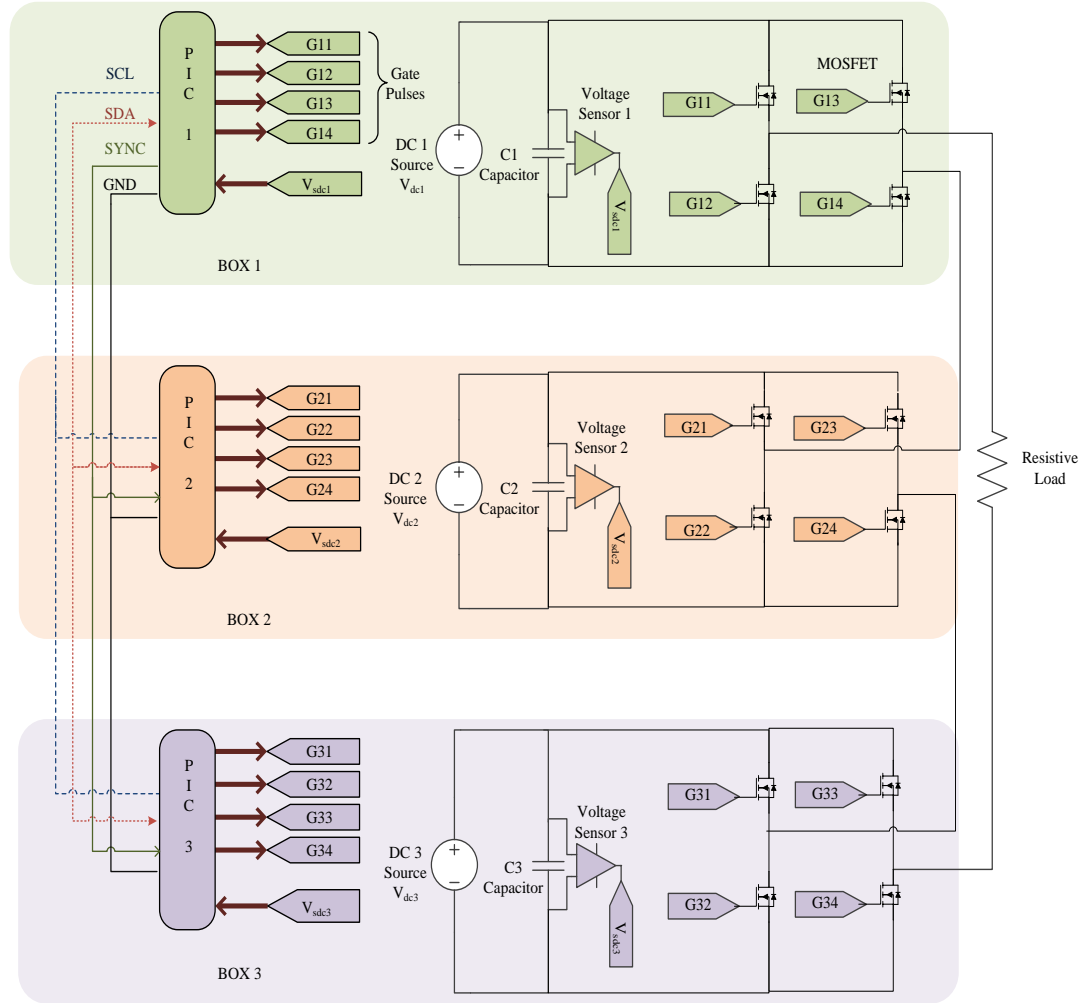 SCL
SDA
SYNC
GND
P
I
C
1
G11
G12
G13
G14
Gate
Pulses
Vsdc1
BOX 1
DC 1
Source
Vdc1
C1
Capacitor
Voltage
Sensor 1
Vsdc1
MOSFET
G11
G13
G12
G14
P
I
C
2
G21
G22
G23
G24
Vsdc2
BOX 2
DC 2
Source
Vdc2
C2
Capacitor
Voltage
Sensor 2
Vsdc2
G21
G23
G22
G24
Resistive
Load
P
I
C
3
G31
G32
G33
G34
Vsdc3
BOX 3
DC 3
Source
Vdc3
C3
Capacitor
Voltage
Sensor 3
Vsdc3
G31
G33
G32
G34